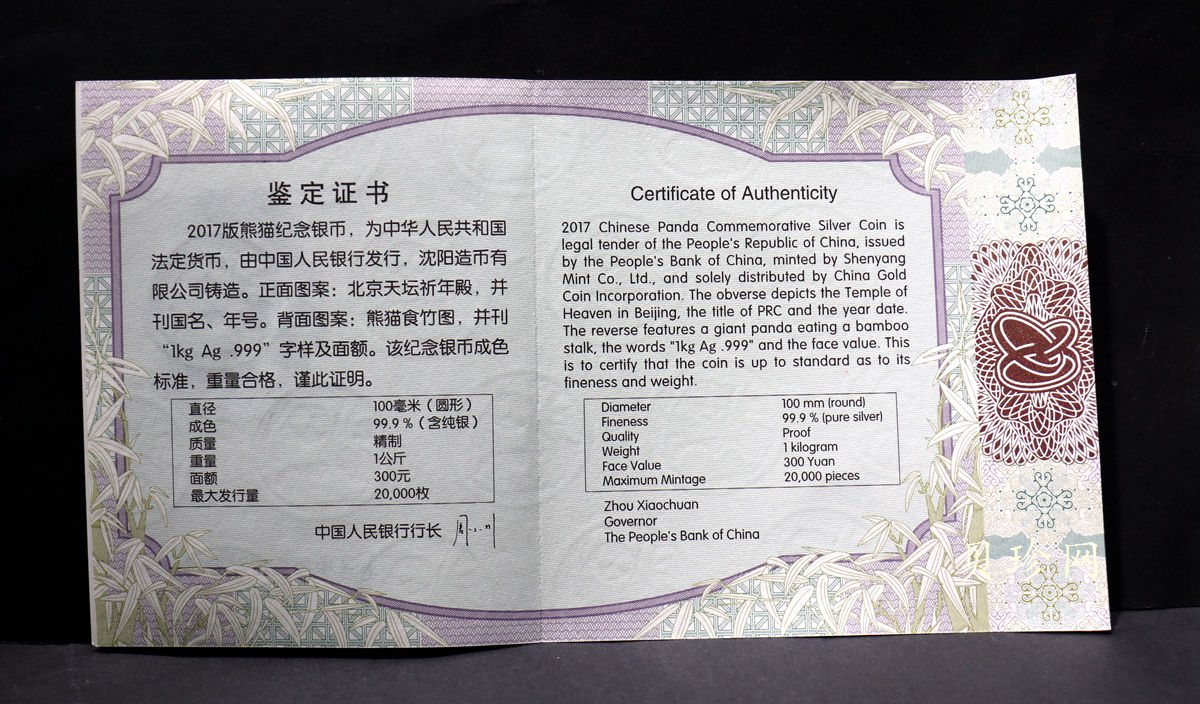 鉴定证书
2017版熊猫纪念银币，为中华人民共和国
法定货币，由中国人民银行发行，沈阳造币有
限公司铸造。正面图案：北京天坛祈年殿，并
刊国名、年号。背面图案：熊猫食竹图，并刊
“1kg Ag .999”字样及面额。该纪念银币成色
标准，重量合格，谨此证明。
直径 100毫米（圆形）
成色 99.9％（含纯银）
质量 精制
重量 1公斤
面额 300元
最大发行量 20,000枚
中国人民银行行长
Certificate of Authenticity
2017 Chinese Panda Commemorative Silver Coin is
legal tender of the People's Republic of China, issued
by the People's Bank of China, minted by Shenyang
Mint Co., Ltd., and solely distributed by China Gold
Coin Incorporation. The obverse depicts the Temple of
Heaven in Beijing, the title of PRC and the year date.
The reverse features a giant panda eating a bamboo
stalk, the words "1kg Ag .999" and the face value. This
is to certify that the coin is up to standard as to its
fineness and weight.
Diameter 100 mm (round)
Fineness 99.9 % (pure silver)
Quality Proof
Weight 1 kilogram
Face Value 300 Yuan
Maximum Mintage 20,000 pieces
Zhou Xiaochuan
Governor
The People's Bank of China